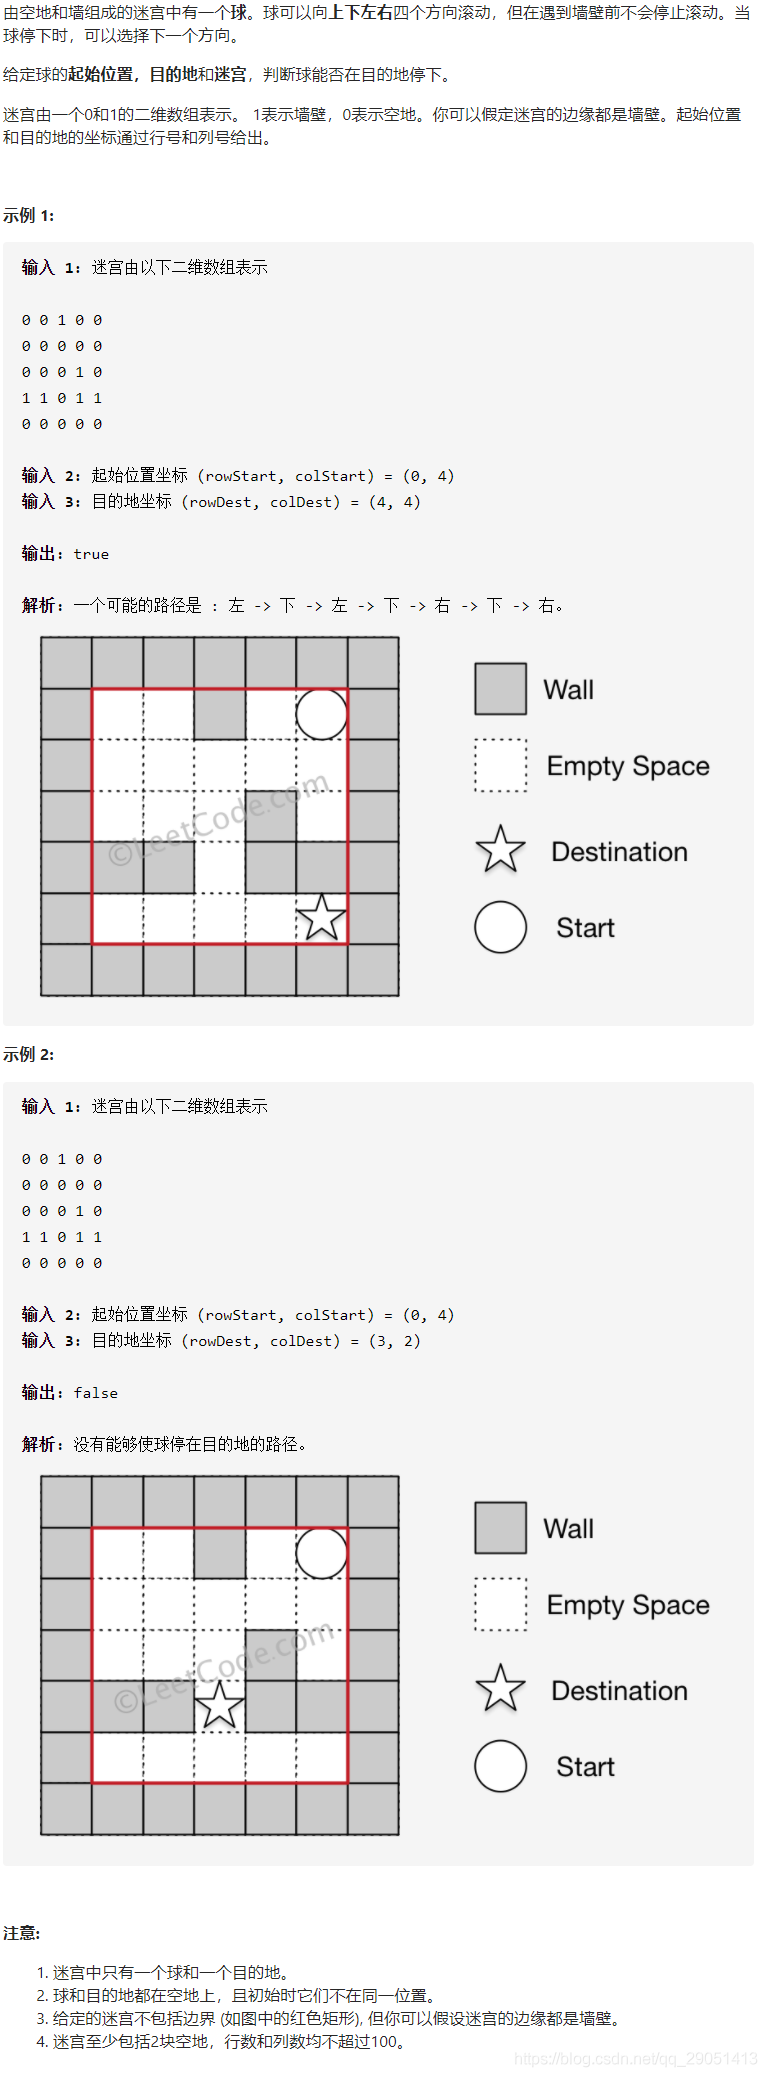 由空地和墙组成的迷宫中有一个球。球可以向上下左右四个方向滚动，但在遇到墙壁前不会停止滚动。当
球停下时，可以选择下一个方向。
给定球的起始位置，目的地和迷宫，判断球能否在目的地停下。
迷宫由一个0和1的二维数组表示。 1表示墙壁，0表示空地。你可以假定迷宫的边缘都是墙壁。起始位置
和目的地的坐标通过行号和列号给出。
示例 1:
输入 1: 迷宫由以下二维数组表示
0 0 1 0 0
0 0 0 0 0
0 0 0 1 0
1 1 0 1 1
0 0 0 0 0
输入 2: 起始位置坐标 (rowStart, colStart) = (0, 4)
输入 3: 目的地坐标 (rowDest, colDest) = (4, 4)
输出: true
解析: 一个可能的路径是 : 左 -> 下 -> 左 -> 下 -> 右 -> 下 -> 右。
Wall
Empty Space
©LeetCode.com
Destination
Start
示例 2:
输入 1: 迷宫由以下二维数组表示
0 0 1 0 0
0 0 0 0 0
0 0 0 1 0
1 1 0 1 1
0 0 0 0 0
输入 2: 起始位置坐标 (rowStart, colStart) = (0, 4)
输入 3: 目的地坐标 (rowDest, colDest) = (3, 2)
输出: false
解析: 没有能够使球停在目的地的路径。
Wall
Empty Space
©LeetCode.com
Destination
Start
注意:
1. 迷宫中只有一个球和一个目的地。
2. 球和目的地都在空地上，且初始时它们不在同一位置。
3. 给定的迷宫不包括边界 (如图中的红色矩形), 但你可以假设迷宫的边缘都是墙壁。
4. 迷宫至少包括2块空地，行数和列数均不超过100。
https://blog.csdn.net/qq_29051413